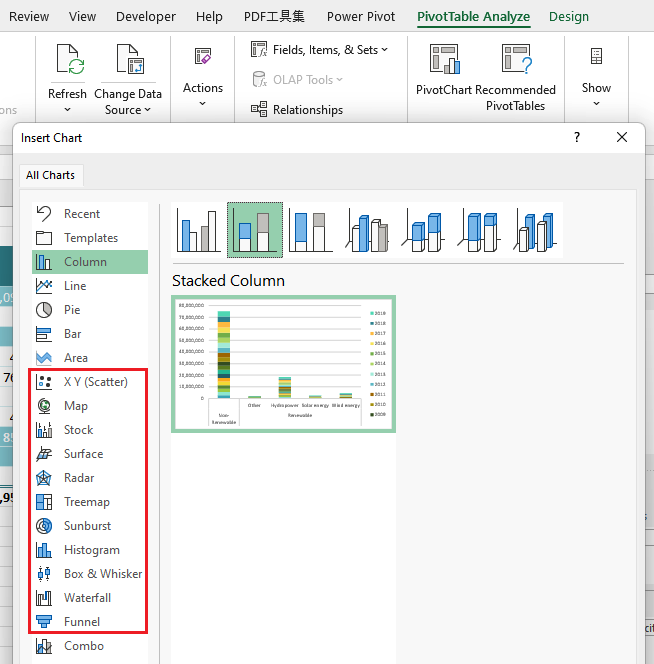 Review View Developer Help PDF工具集 Power Pivot PivotTable Analyze Design
Refresh
Change Data
Source
Actions
Fields, Items, & Sets
OLAP Tools
Relationships
PivotChart
Recommended
PivotTables
Show
ons
Insert Chart
?
All Charts
Recent
Templates
Column
Line
Pie
Bar
Area
X Y (Scatter)
Map
Stock
Surface
Radar
Treemap
Sunburst
Histogram
Box & Whisker
Waterfall
Funnel
Combo
Stacked Column
80,000,000
70,000,000
60,000,000
50,000,000
40,000,000
30,000,000
20,000,000
10,000,000
0
Other Hydropower Solar energy Wind energy
Non-
Renewable
Renewable
2019
2018
2017
2016
2015
2014
2013
2012
2011
2010
2009